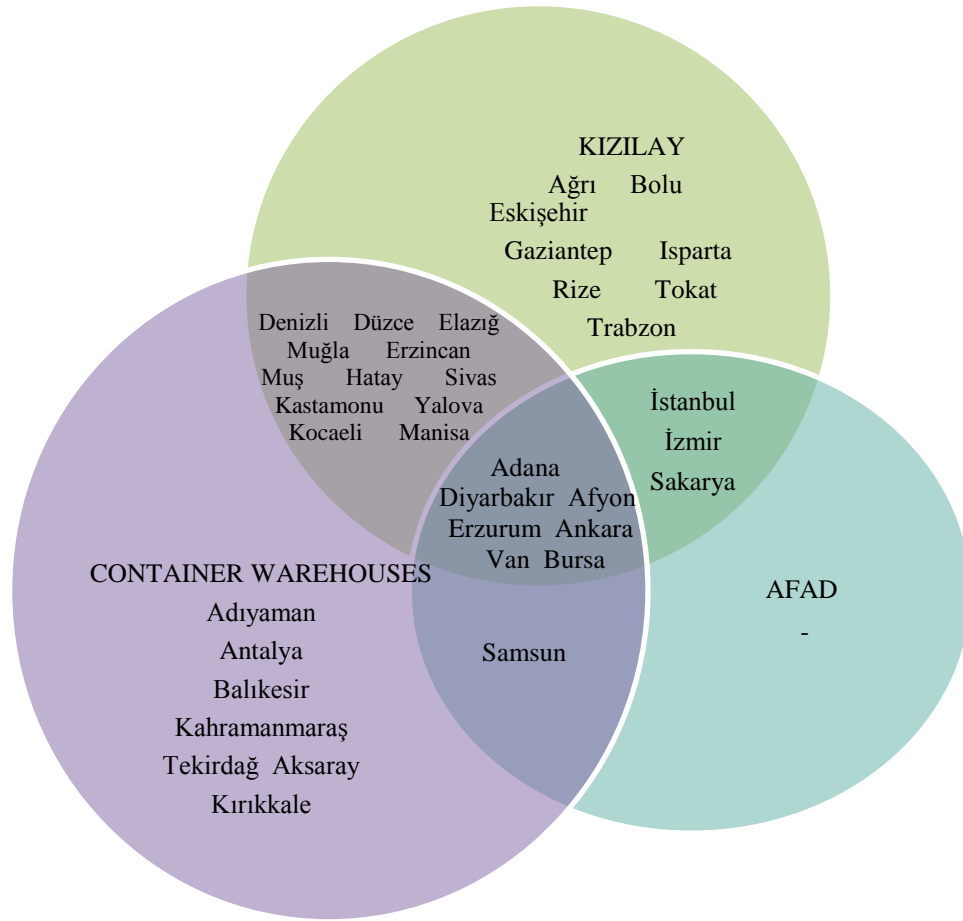 KIZILAY
Ağrı Bolu
Eskişehir
Gaziantep Isparta
Rize Tokat
Trabzon
Denizli Düzce Elazığ
Muğla Erzincan
Muş Hatay Sivas
Kastamonu Yalova
Kocaeli Manisa
İstanbul
İzmir
Sakarya
Adana
Diyarbakır Afyon
Erzurum Ankara
Van Bursa
CONTAINER WAREHOUSES
Adıyaman
Antalya
Balıkesir
Kahramanmaraş
Tekirdağ Aksaray
Kırıkkale
Samsun
AFAD
-